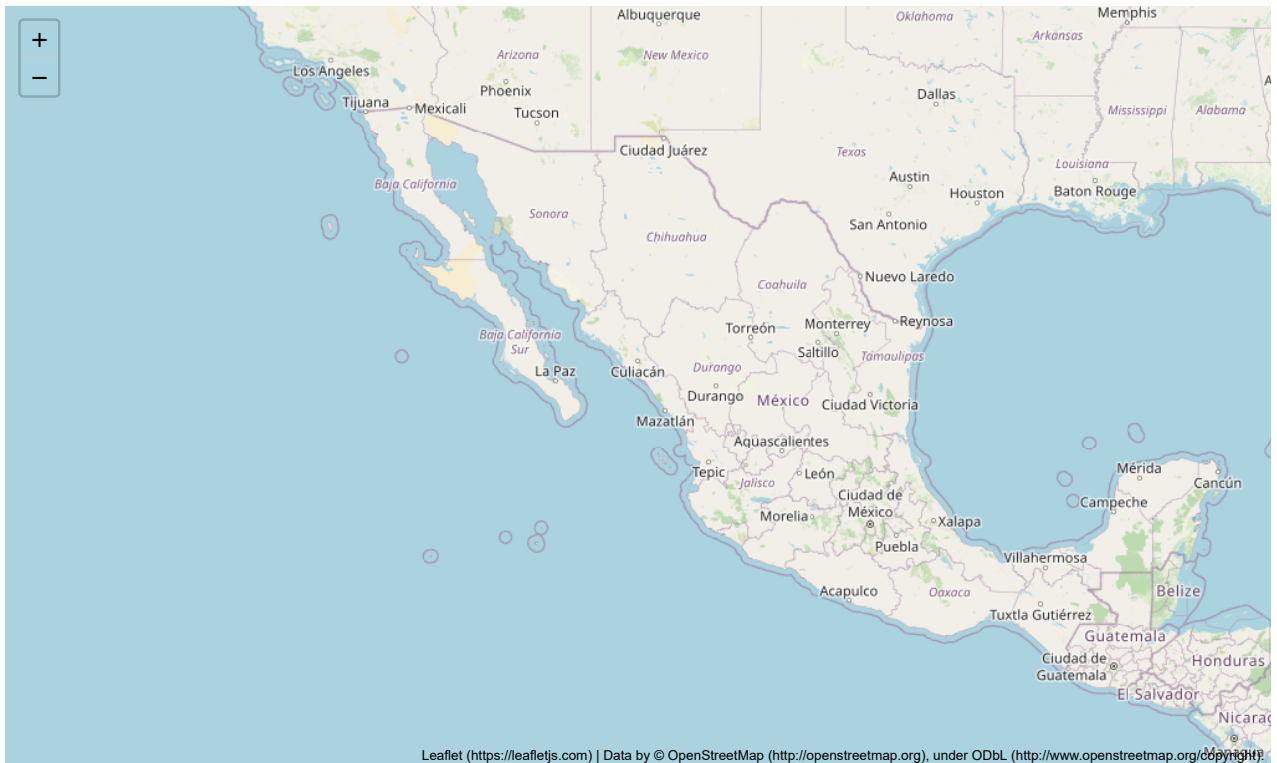 +
−
Albuquerque
Oklahoma
Memphis
Arizona
New Mexico
Arkansas
Los Angeles
Phoenix
Dallas
Tijuana
Mexicali
Tucson
Mississippi
Alabama
Ciudad Juárez
Texas
Louisiana
Baja California
Austin
Houston
Baton Rouge
Sonora
San Antonio
Chihuahua
Nuevo Laredo
Coahuila
Torreón
Monterrey
Reynosa
Baja California
Sur
Saltillo
Tamaulipas
La Paz
Culiacán
Durango
Durango
México
Ciudad Victoria
Mazatlán
Aguascalientes
Tepic
Jalisco
León
Mérida
Cancún
Ciudad de
México
Campeche
Morelia
Xalapa
Puebla
Villahermosa
Acapulco
Oaxaca
Belize
Tuxtla Gutiérrez
Guatemala
Ciudad de
Guatemala
Honduras
El Salvador
Nicarag
Managua
Leaflet (https://leafletjs.com) | Data by © OpenStreetMap (http://openstreetmap.org), under ODbL (http://www.openstreetmap.org/copyright).